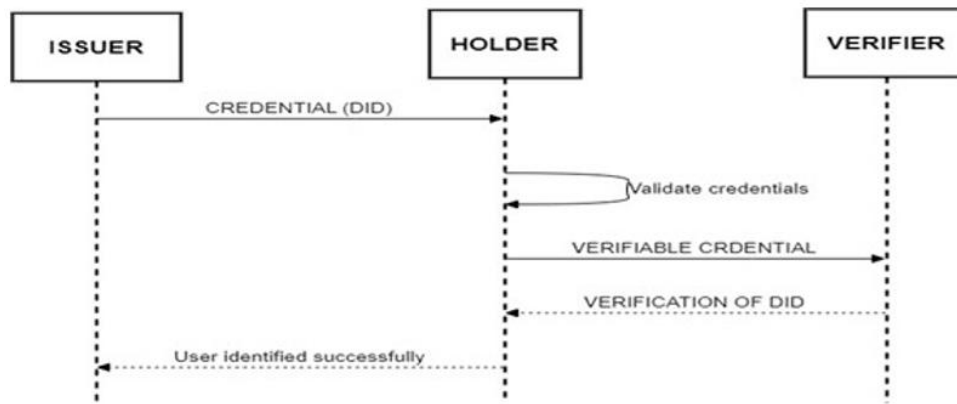 ISSUER
HOLDER
VERIFIER
CREDENTIAL (DID)
Validate credentials
VERIFIABLE CRDENTIAL
VERIFICATION OF DID
User identified successfully